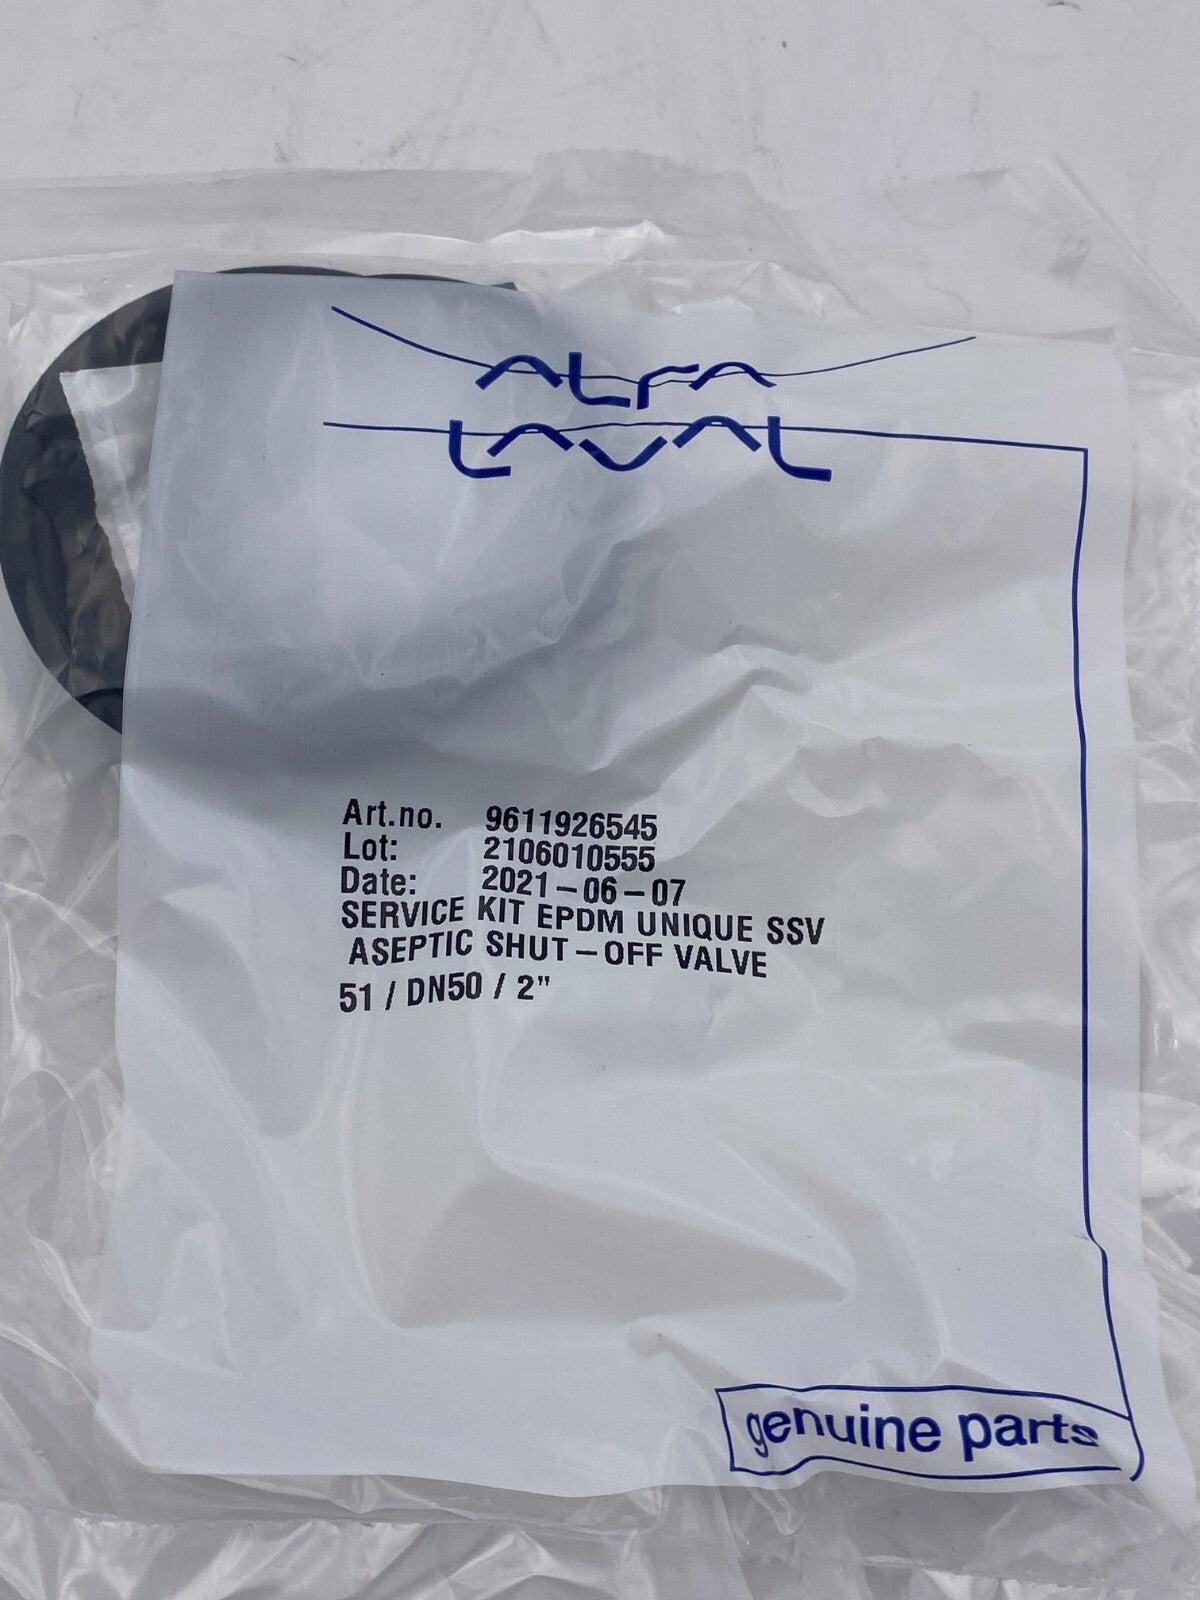 ALFA
LAVAL
Art.no. 9611926545
Lot: 2106010555
Date: 2021-06-07
SERVICE KIT EPDM UNIQUE SSV
ASEPTIC SHUT-OFF VALVE
51 / DN50 / 2"
genuine parts